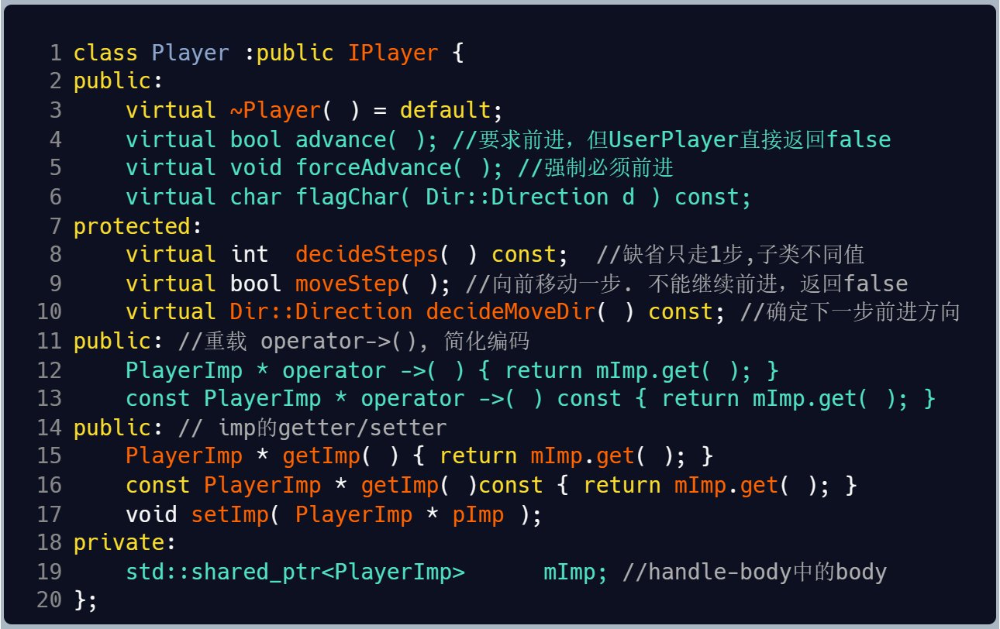 1 class Player :public IPlayer {
2 public:
3     virtual ~Player( ) = default;
4     virtual bool advance( ); //要求前进，但UserPlayer直接返回false
5     virtual void forceAdvance( ); //强制必须前进
6     virtual char flagChar( Dir::Direction d ) const;
7 protected:
8     virtual int  decideSteps( ) const;  //缺省只走1步,子类不同值
9     virtual bool moveStep( ); //向前移动一步. 不能继续前进，返回false
10     virtual Dir::Direction decideMoveDir( ) const; //确定下一步前进方向
11 public: //重载 operator->(), 简化编码
12     PlayerImp * operator ->( ) { return mImp.get( ); }
13     const PlayerImp * operator ->( ) const { return mImp.get( ); }
14 public: // imp的getter/setter
15     PlayerImp * getImp( ) { return mImp.get( ); }
16     const PlayerImp * getImp( )const { return mImp.get( ); }
17     void setImp( PlayerImp * pImp );
18 private:
19     std::shared_ptr<PlayerImp>      mImp; //handle-body中的body
20 };